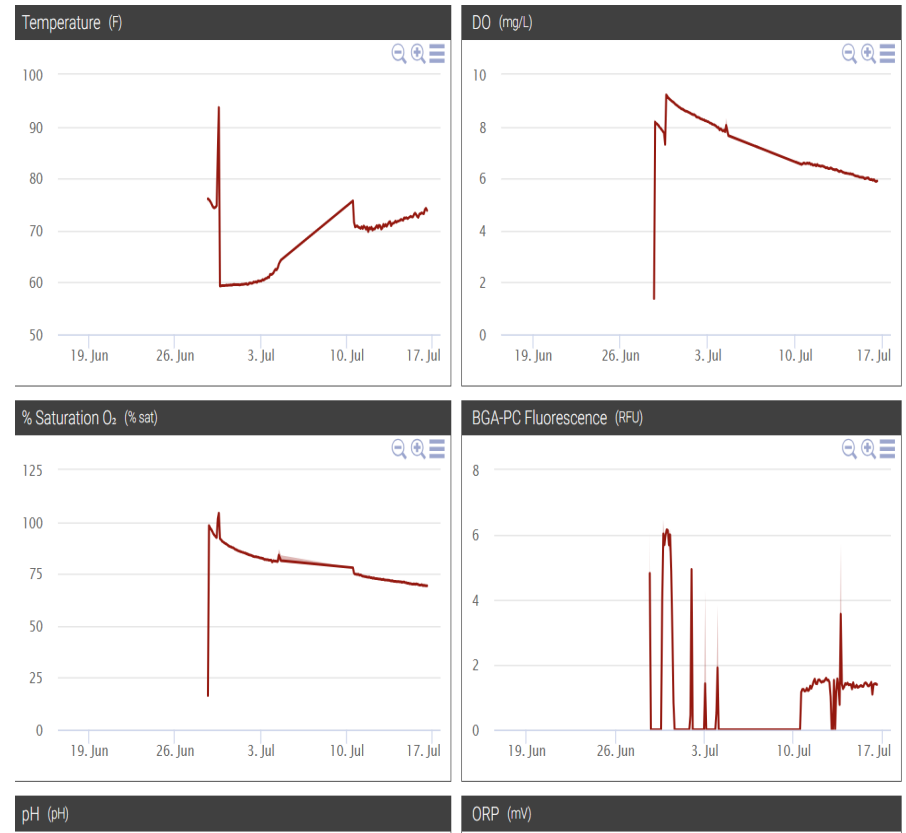 Temperature (F)
100
90
80
70
60
50
19. Jun
26. Jun
3. Jul
10. Jul
17. Jul
DO (mg/L)
10
8
6
4
2
0
19. Jun
26. Jun
3. Jul
10. Jul
17. Jul
% Saturation O₂ (% sat)
125
100
75
50
25
0
19. Jun
26. Jun
3. Jul
10. Jul
17. Jul
BGA-PC Fluorescence (RFU)
8
6
4
2
0
19. Jun
26. Jun
3. Jul
10. Jul
17. Jul
pH (pH)
ORP (mV)